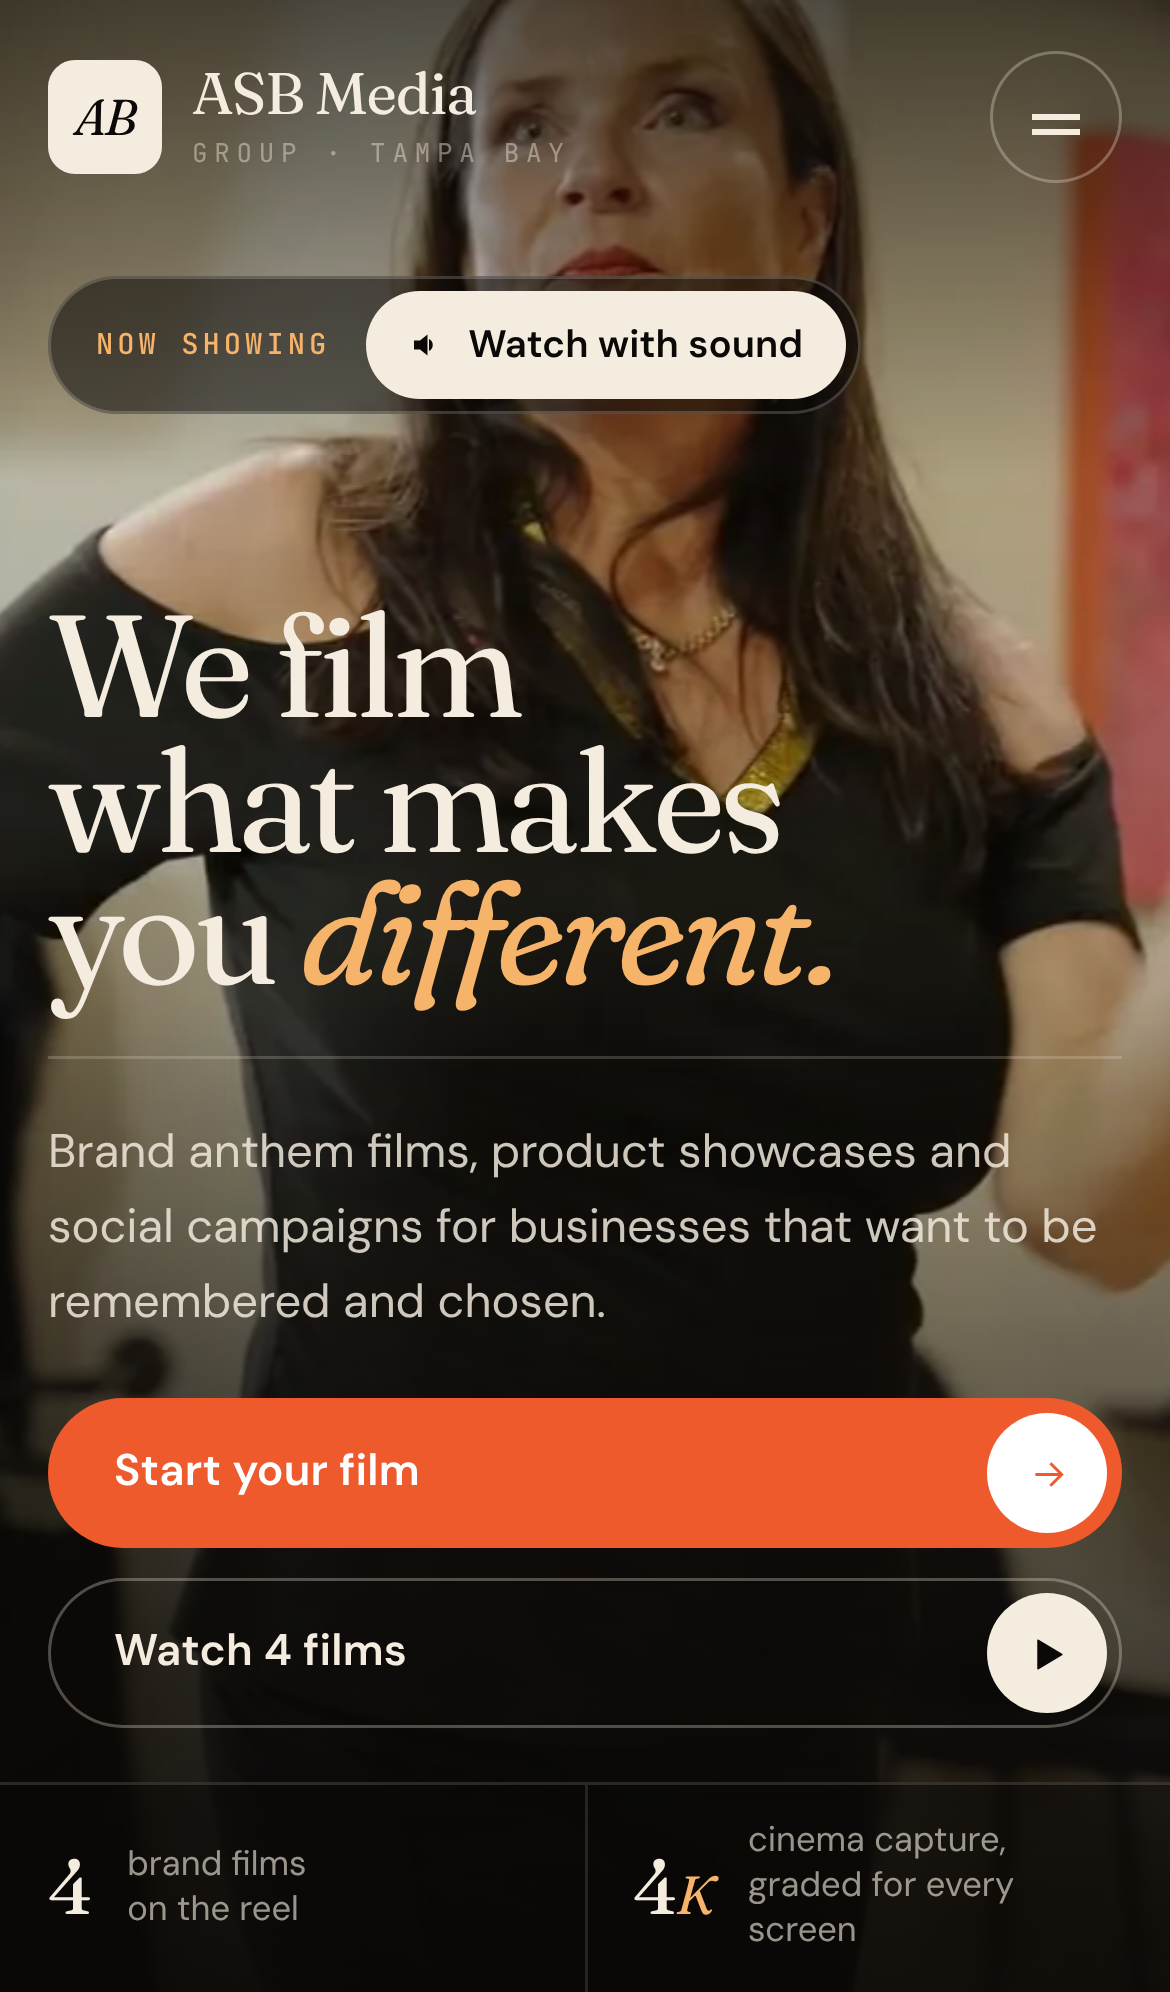 AB
ASB Media
GROUP · TAMPA BAY
NOW SHOWING
Watch with sound
We film
what makes
you different.
Brand anthem films, product showcases and
social campaigns for businesses that want to be
remembered and chosen.
Start your film
Watch 4 films
4
brand films
on the reel
4K
cinema capture,
graded for every
screen